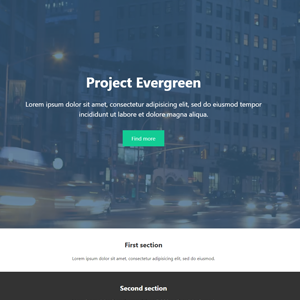 Project Evergreen
Lorem ipsum dolor sit amet, consectetur adipisicing elit, sed do eiusmod tempor
incididunt ut labore et dolore magna aliqua.
Find more
First section
Lorem ipsum dolor sit amet, consectetur adipisicing elit, sed do eiusmod.
Second section